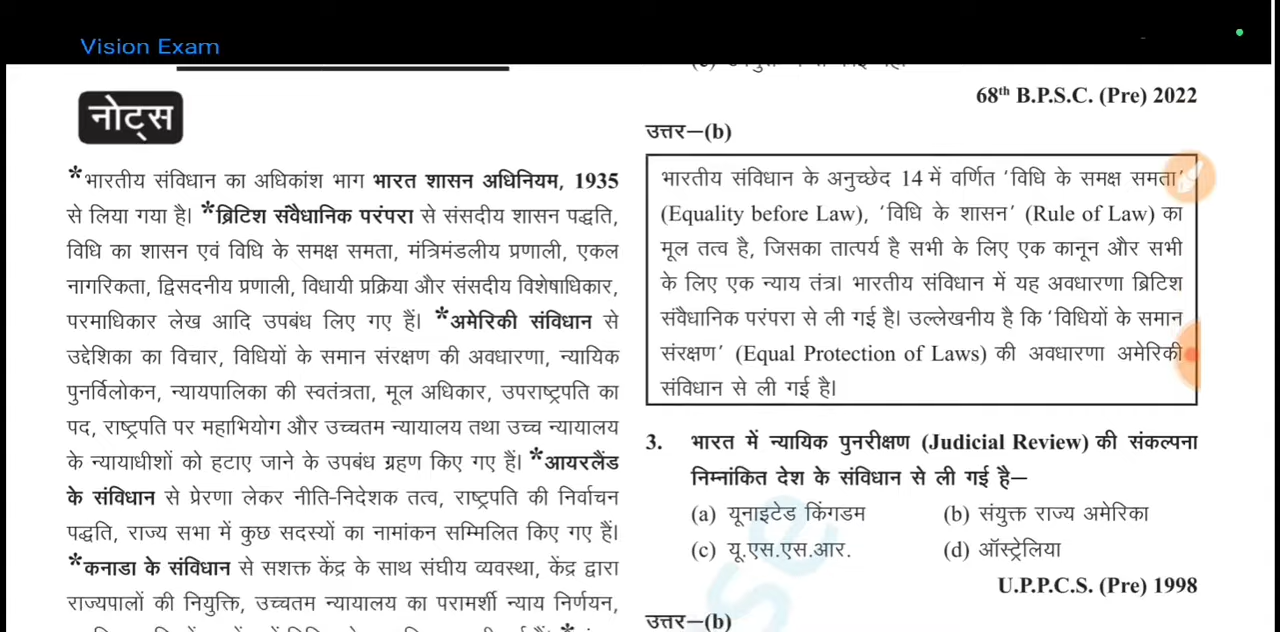 Vision Exam
नोट्स
*भारतीय संविधान का अधिकांश भाग भारत शासन अधिनियम, 1935
से लिया गया है। *ब्रिटिश संवैधानिक परंपरा से संसदीय शासन पद्धति,
विधि का शासन एवं विधि के समक्ष समता, मंत्रिमंडलीय प्रणाली, एकल
नागरिकता, द्विसदनीय प्रणाली, विधायी प्रक्रिया और संसदीय विशेषाधिकार,
परमाधिकार लेख आदि उपबंध लिए गए हैं। *अमेरिकी संविधान से
उद्देशिका का विचार, विधियों के समान संरक्षण की अवधारणा, न्यायिक
पुनर्विलोकन, न्यायपालिका की स्वतंत्रता, मूल अधिकार, उपराष्ट्रपति का
पद, राष्ट्रपति पर महाभियोग और उच्चतम न्यायालय तथा उच्च न्यायालय
के न्यायाधीशों को हटाए जाने के उपबंध ग्रहण किए गए हैं। *आयरलैंड
के संविधान से प्रेरणा लेकर नीति-निदेशक तत्व, राष्ट्रपति की निर्वाचन
पद्धति, राज्य सभा में कुछ सदस्यों का नामांकन सम्मिलित किए गए हैं।
*कनाडा के संविधान से सशक्त केंद्र के साथ संघीय व्यवस्था, केंद्र द्वारा
राज्यपालों की नियुक्ति, उच्चतम न्यायालय का परामर्शी न्याय निर्णयन,
68th B.P.S.C. (Pre) 2022
उत्तर—(b)
भारतीय संविधान के अनुच्छेद 14 में वर्णित 'विधि के समक्ष समता'
(Equality before Law), 'विधि के शासन' (Rule of Law) का
मूल तत्व है, जिसका तात्पर्य है सभी के लिए एक कानून और सभी
के लिए एक न्याय तंत्र। भारतीय संविधान में यह अवधारणा ब्रिटिश
संवैधानिक परंपरा से ली गई है। उल्लेखनीय है कि 'विधियों के समान
संरक्षण' (Equal Protection of Laws) की अवधारणा अमेरिकी
संविधान से ली गई है।
3. भारत में न्यायिक पुनरीक्षण (Judicial Review) की संकल्पना
निम्नांकित देश के संविधान से ली गई है—
(a) यूनाइटेड किंगडम (b) संयुक्त राज्य अमेरिका
(c) यू.एस.एस.आर. (d) ऑस्ट्रेलिया
U.P.P.C.S. (Pre) 1998
उत्तर—(b)